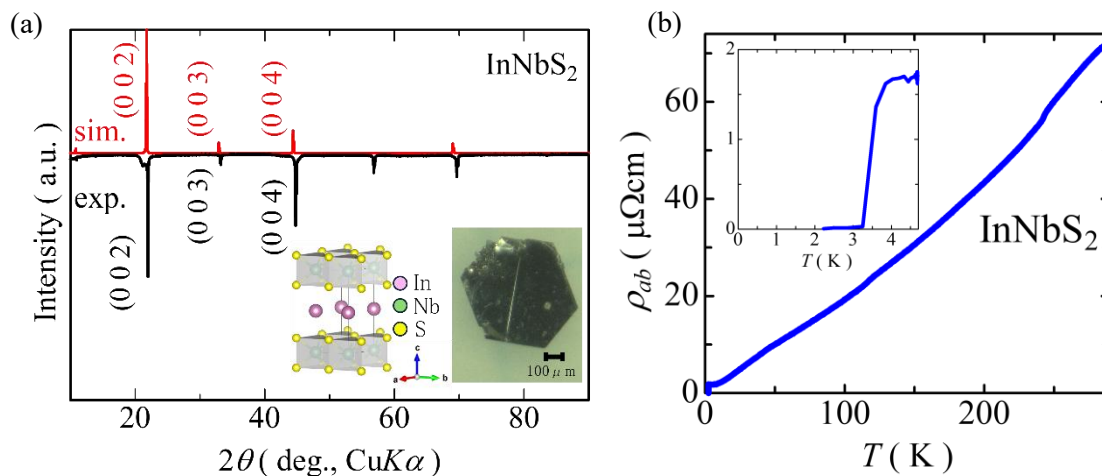 (a)
(b)
InNbS2
(0 0 2)
(0 0 3)
(0 0 4)
sim.
exp.
(0 0 2)
(0 0 3)
(0 0 4)
Intensity ( a.u. )
In
Nb
S
c
a
b
100 μ m
20
40
60
80
2θ ( deg., CuKα )
2
1
0
0
1
2
3
4
T ( K )
60
40
20
0
ρab ( μΩcm )
InNbS2
0
100
200
T ( K )